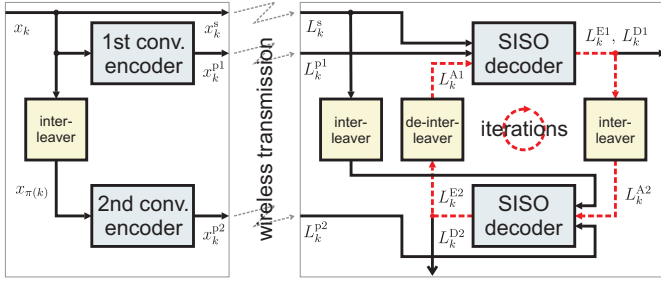 x_k
x_k^s
1st conv.
encoder
x_k^{p1}
inter-
leaver
x_{π(k)}
2nd conv.
encoder
x_k^{p2}
wireless transmission
L_k^s
L_k^{p1}
SISO
decoder
L_k^{E1}, L_k^{D1}
L_k^{A1}
inter-
leaver
de-inter-
leaver
iterations
inter-
leaver
L_k^{E2}
L_k^{A2}
SISO
decoder
L_k^{p2}
L_k^{D2}